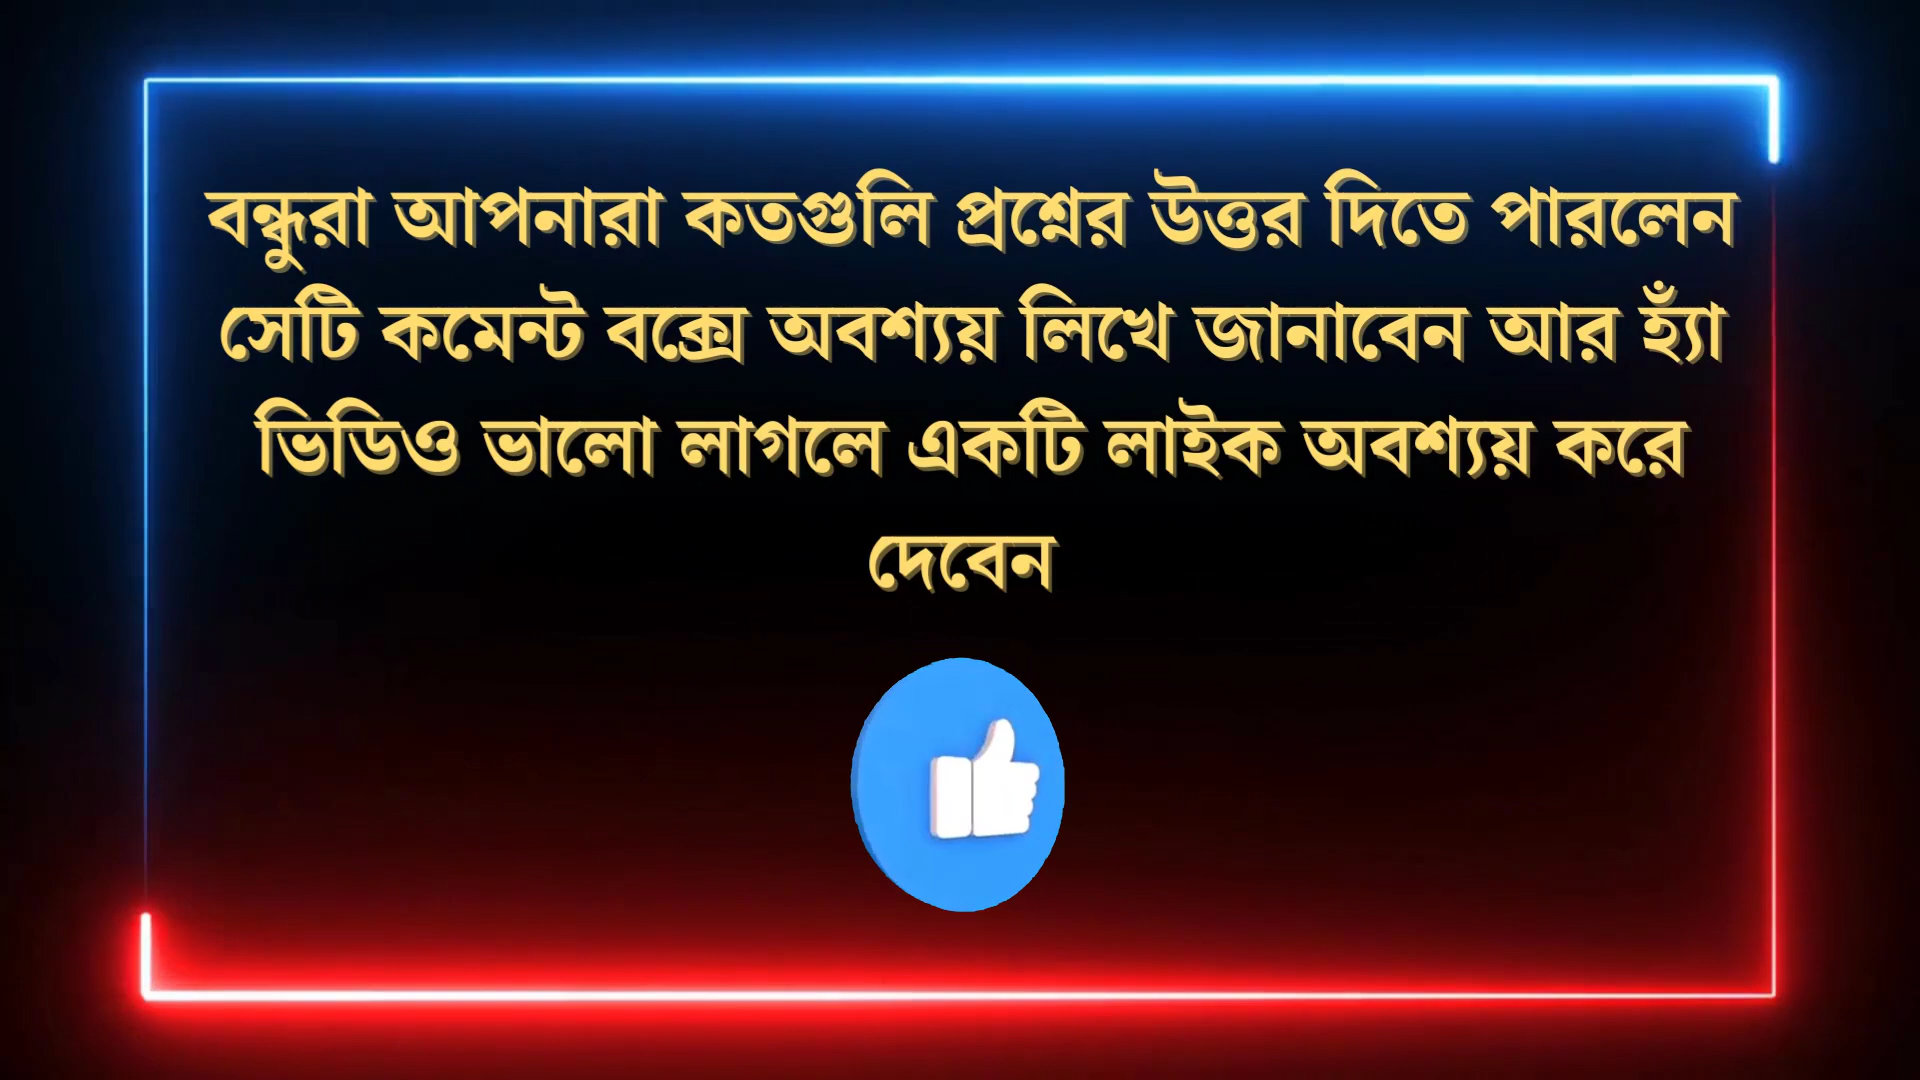 বন্ধুরা আপনারা কতগুলি প্রশ্নের উত্তর দিতে পারলেন
সেটি কমেন্ট বক্সে অবশ্যয় লিখে জানাবেন আর হ্যাঁ
ভিডিও ভালো লাগলে একটি লাইক অবশ্যয় করে
দেবেন